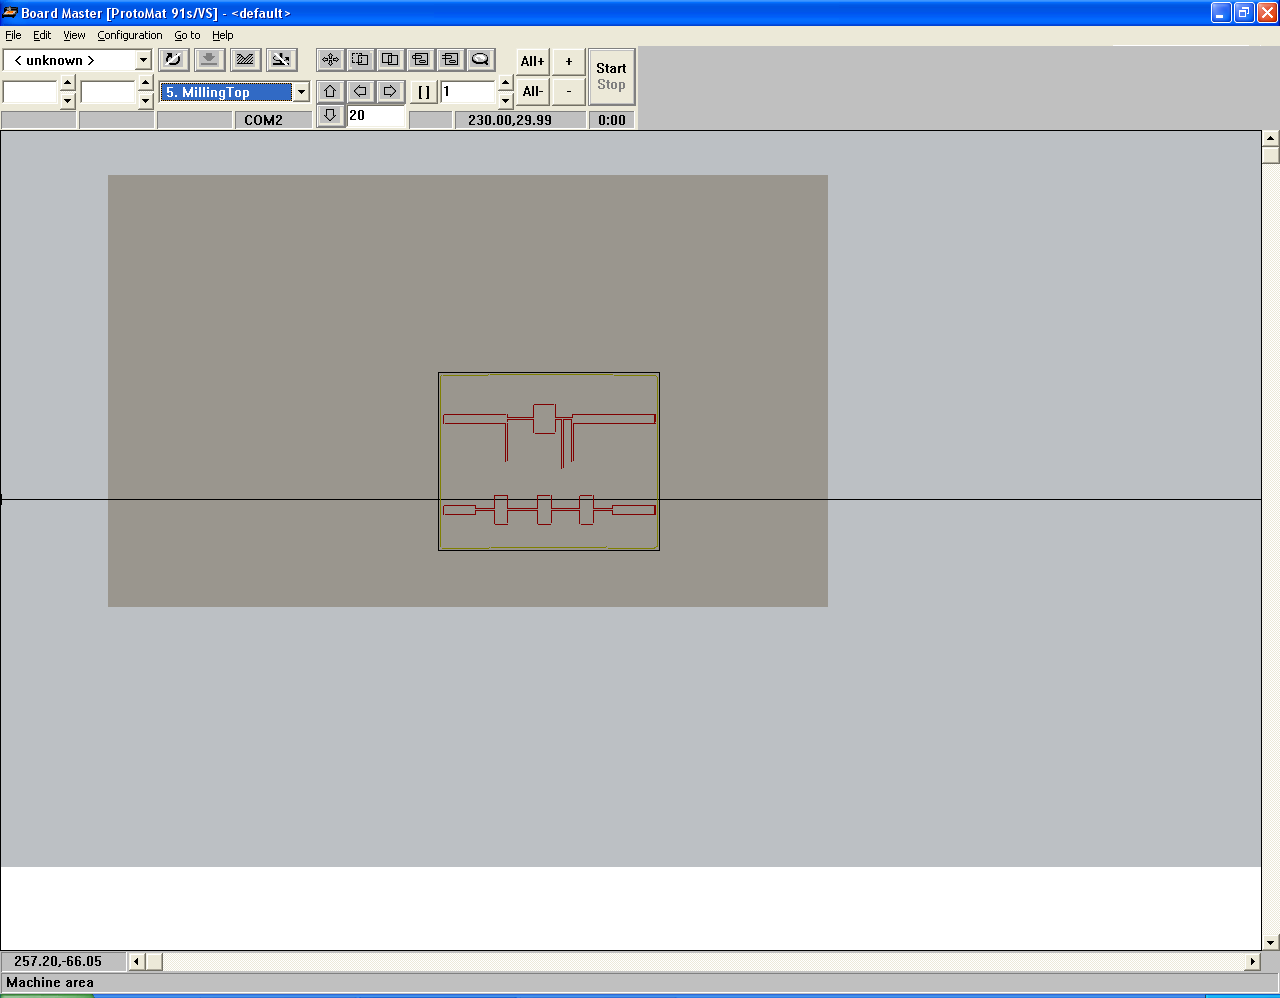 Board Master [ProtoMat 91s/VS] - <default>
File Edit View Configuration Go to Help
< unknown > All+ + Start
Stop
5. MillingTop [ ] 1 All- -
COM2 20 230.00,29.99 0:00
257.20,-66.05
Machine area